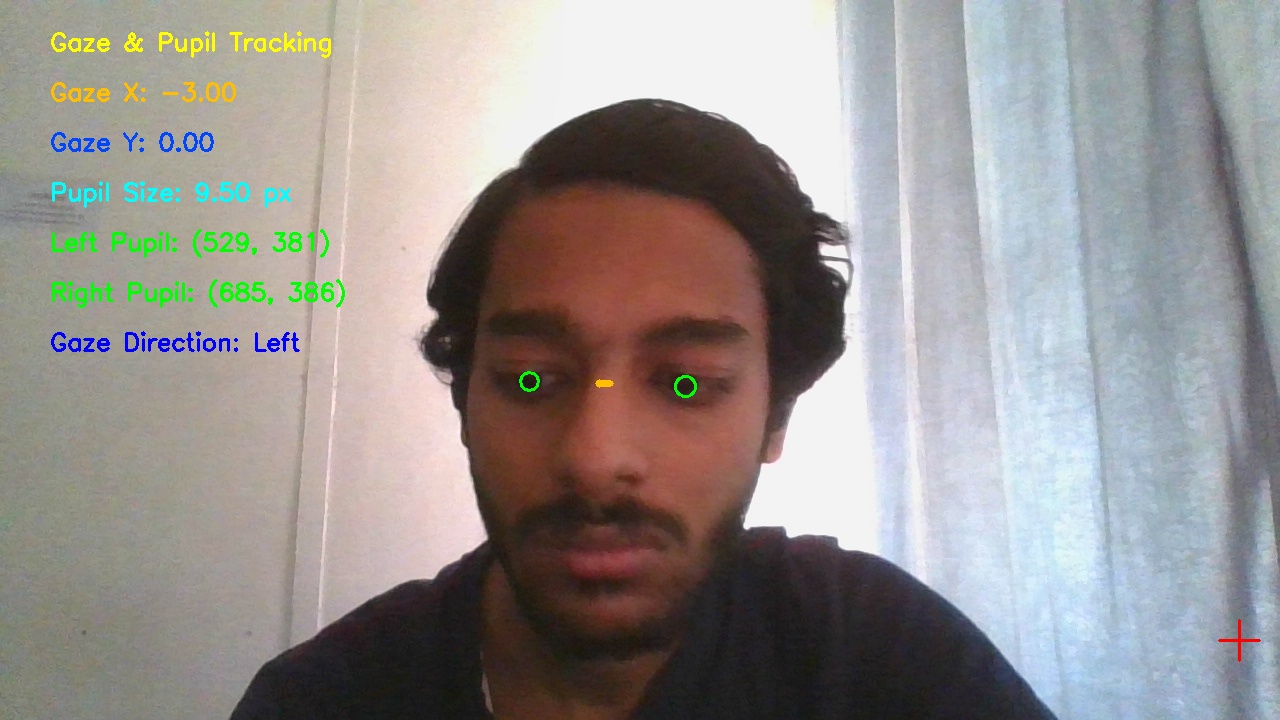 Gaze & Pupil Tracking
Gaze X: -3.00
Gaze Y: 0.00
Pupil Size: 9.50 px
Left Pupil: (529, 381)
Right Pupil: (685, 386)
Gaze Direction: Left